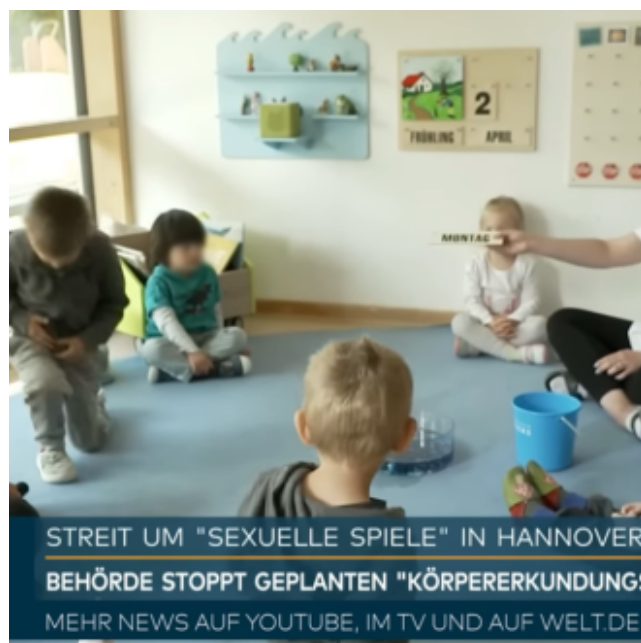 2
FRÜHLING
APRIL
MONTAG
STREIT UM "SEXUELLE SPIELE" IN HANNOVER
BEHÖRDE STOPPT GEPLANTEN "KÖRPERERKUNDUNGS
MEHR NEWS AUF YOUTUBE, IM TV UND AUF WELT.DE